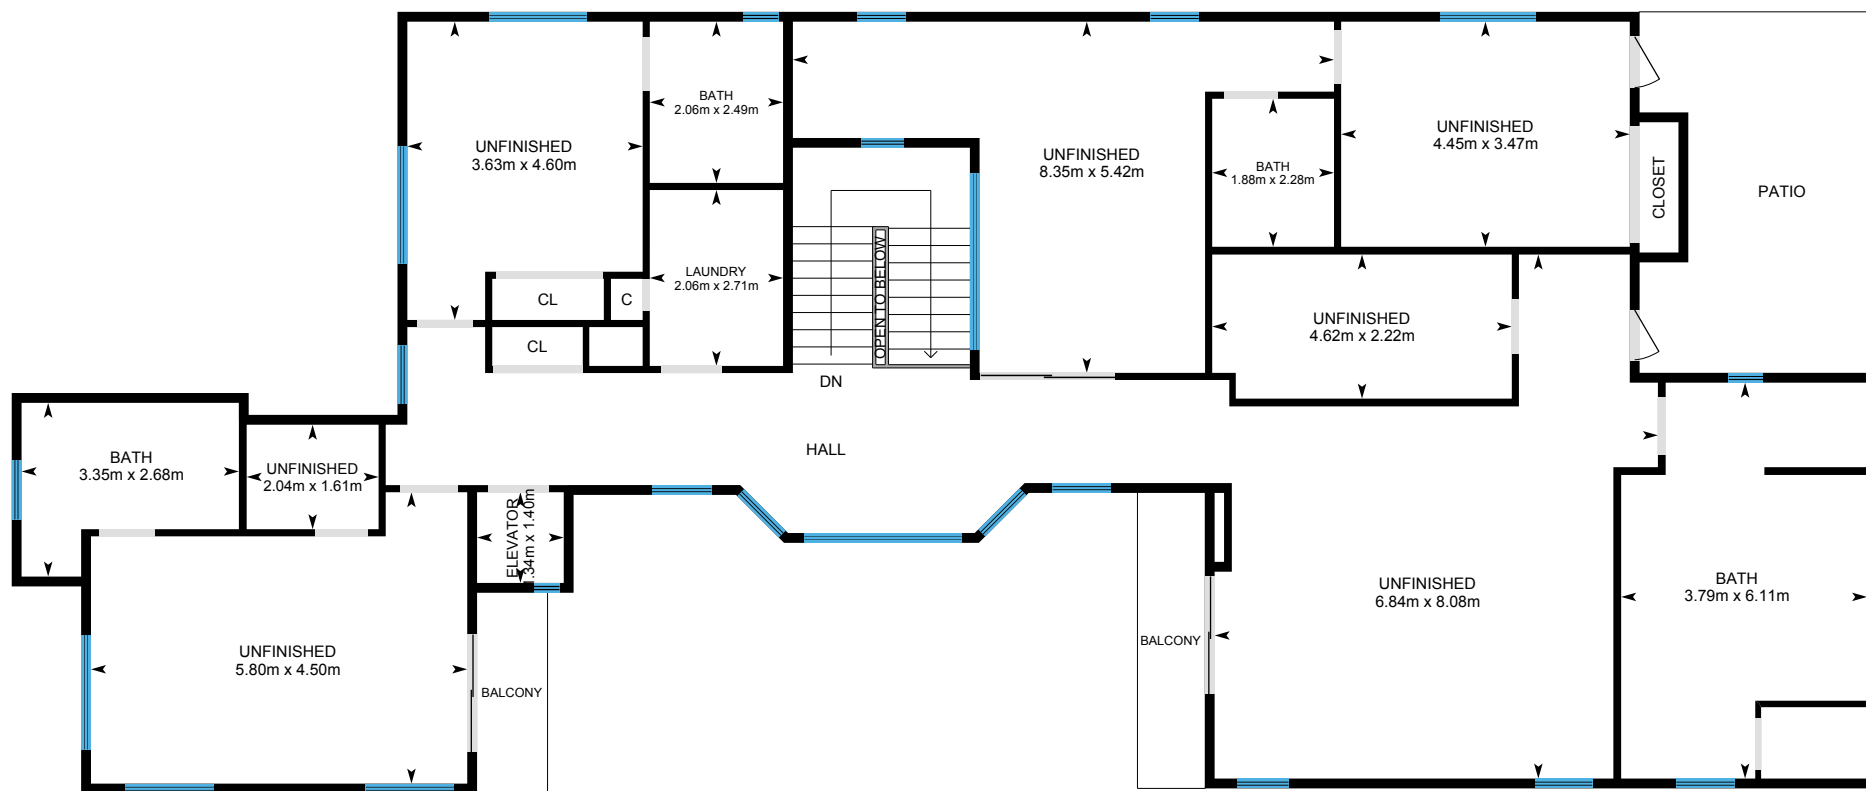 BATH
2.06m x 2.49m
UNFINISHED
3.63m x 4.60m
UNFINISHED
8.35m x 5.42m
BATH
1.88m x 2.28m
UNFINISHED
4.45m x 3.47m
CLOSET
PATIO
LAUNDRY
2.06m x 2.71m
CL
C
CL
OPEN TO BELOW
DN
UNFINISHED
4.62m x 2.22m
HALL
BATH
3.35m x 2.68m
UNFINISHED
2.04m x 1.61m
ELEVATOR
.34m x 1.40m
UNFINISHED
5.80m x 4.50m
BALCONY
BALCONY
UNFINISHED
6.84m x 8.08m
BATH
3.79m x 6.11m